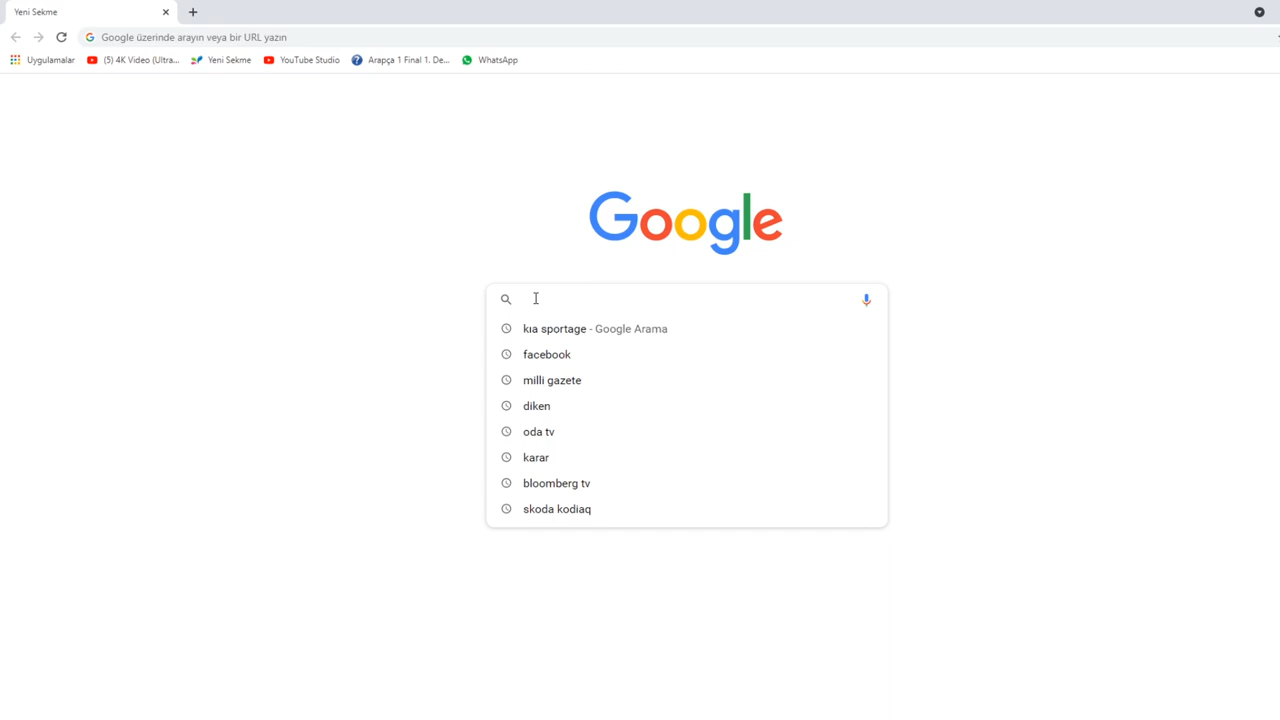 Yeni Sekme
Google üzerinde arayın veya bir URL yazın
Uygulamalar (5) 4K Video (Ultra... Yeni Sekme YouTube Studio Arapça 1 Final 1. De... WhatsApp
Google
kıa sportage - Google Arama
facebook
milli gazete
diken
oda tv
karar
bloomberg tv
skoda kodiaq